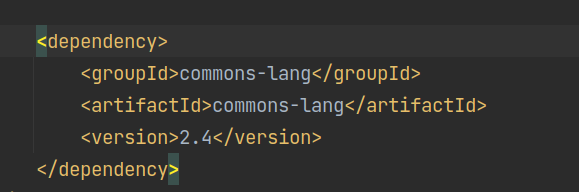 <dependency>
    <groupId>commons-lang</groupId>
    <artifactId>commons-lang</artifactId>
    <version>2.4</version>
</dependency>